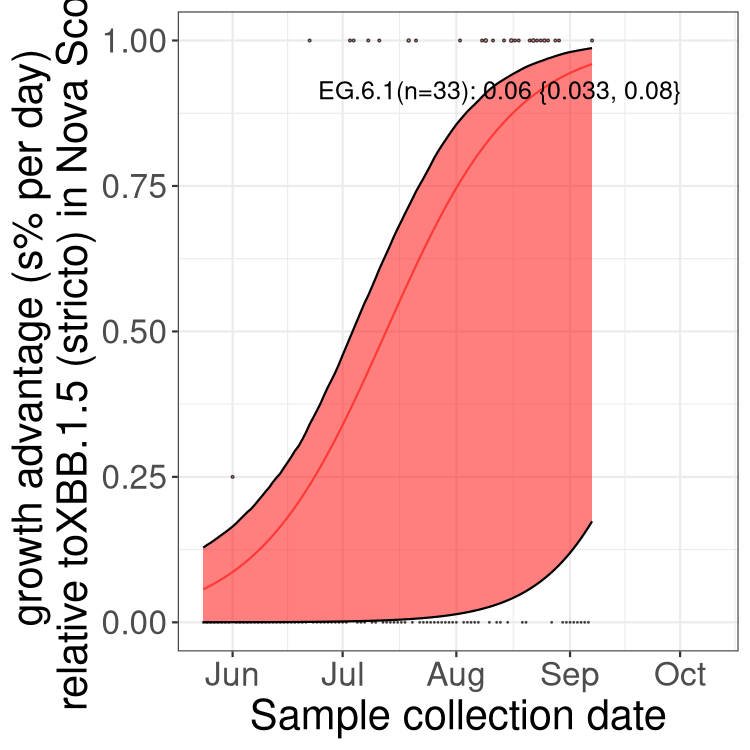 growth advantage (s% per day)
relative toXBB.1.5 (stricto) in Nova Sco
1.00
0.75
0.50
0.25
0.00
EG.6.1(n=33): 0.06 {0.033, 0.08}
Jun Jul Aug Sep Oct
Sample collection date